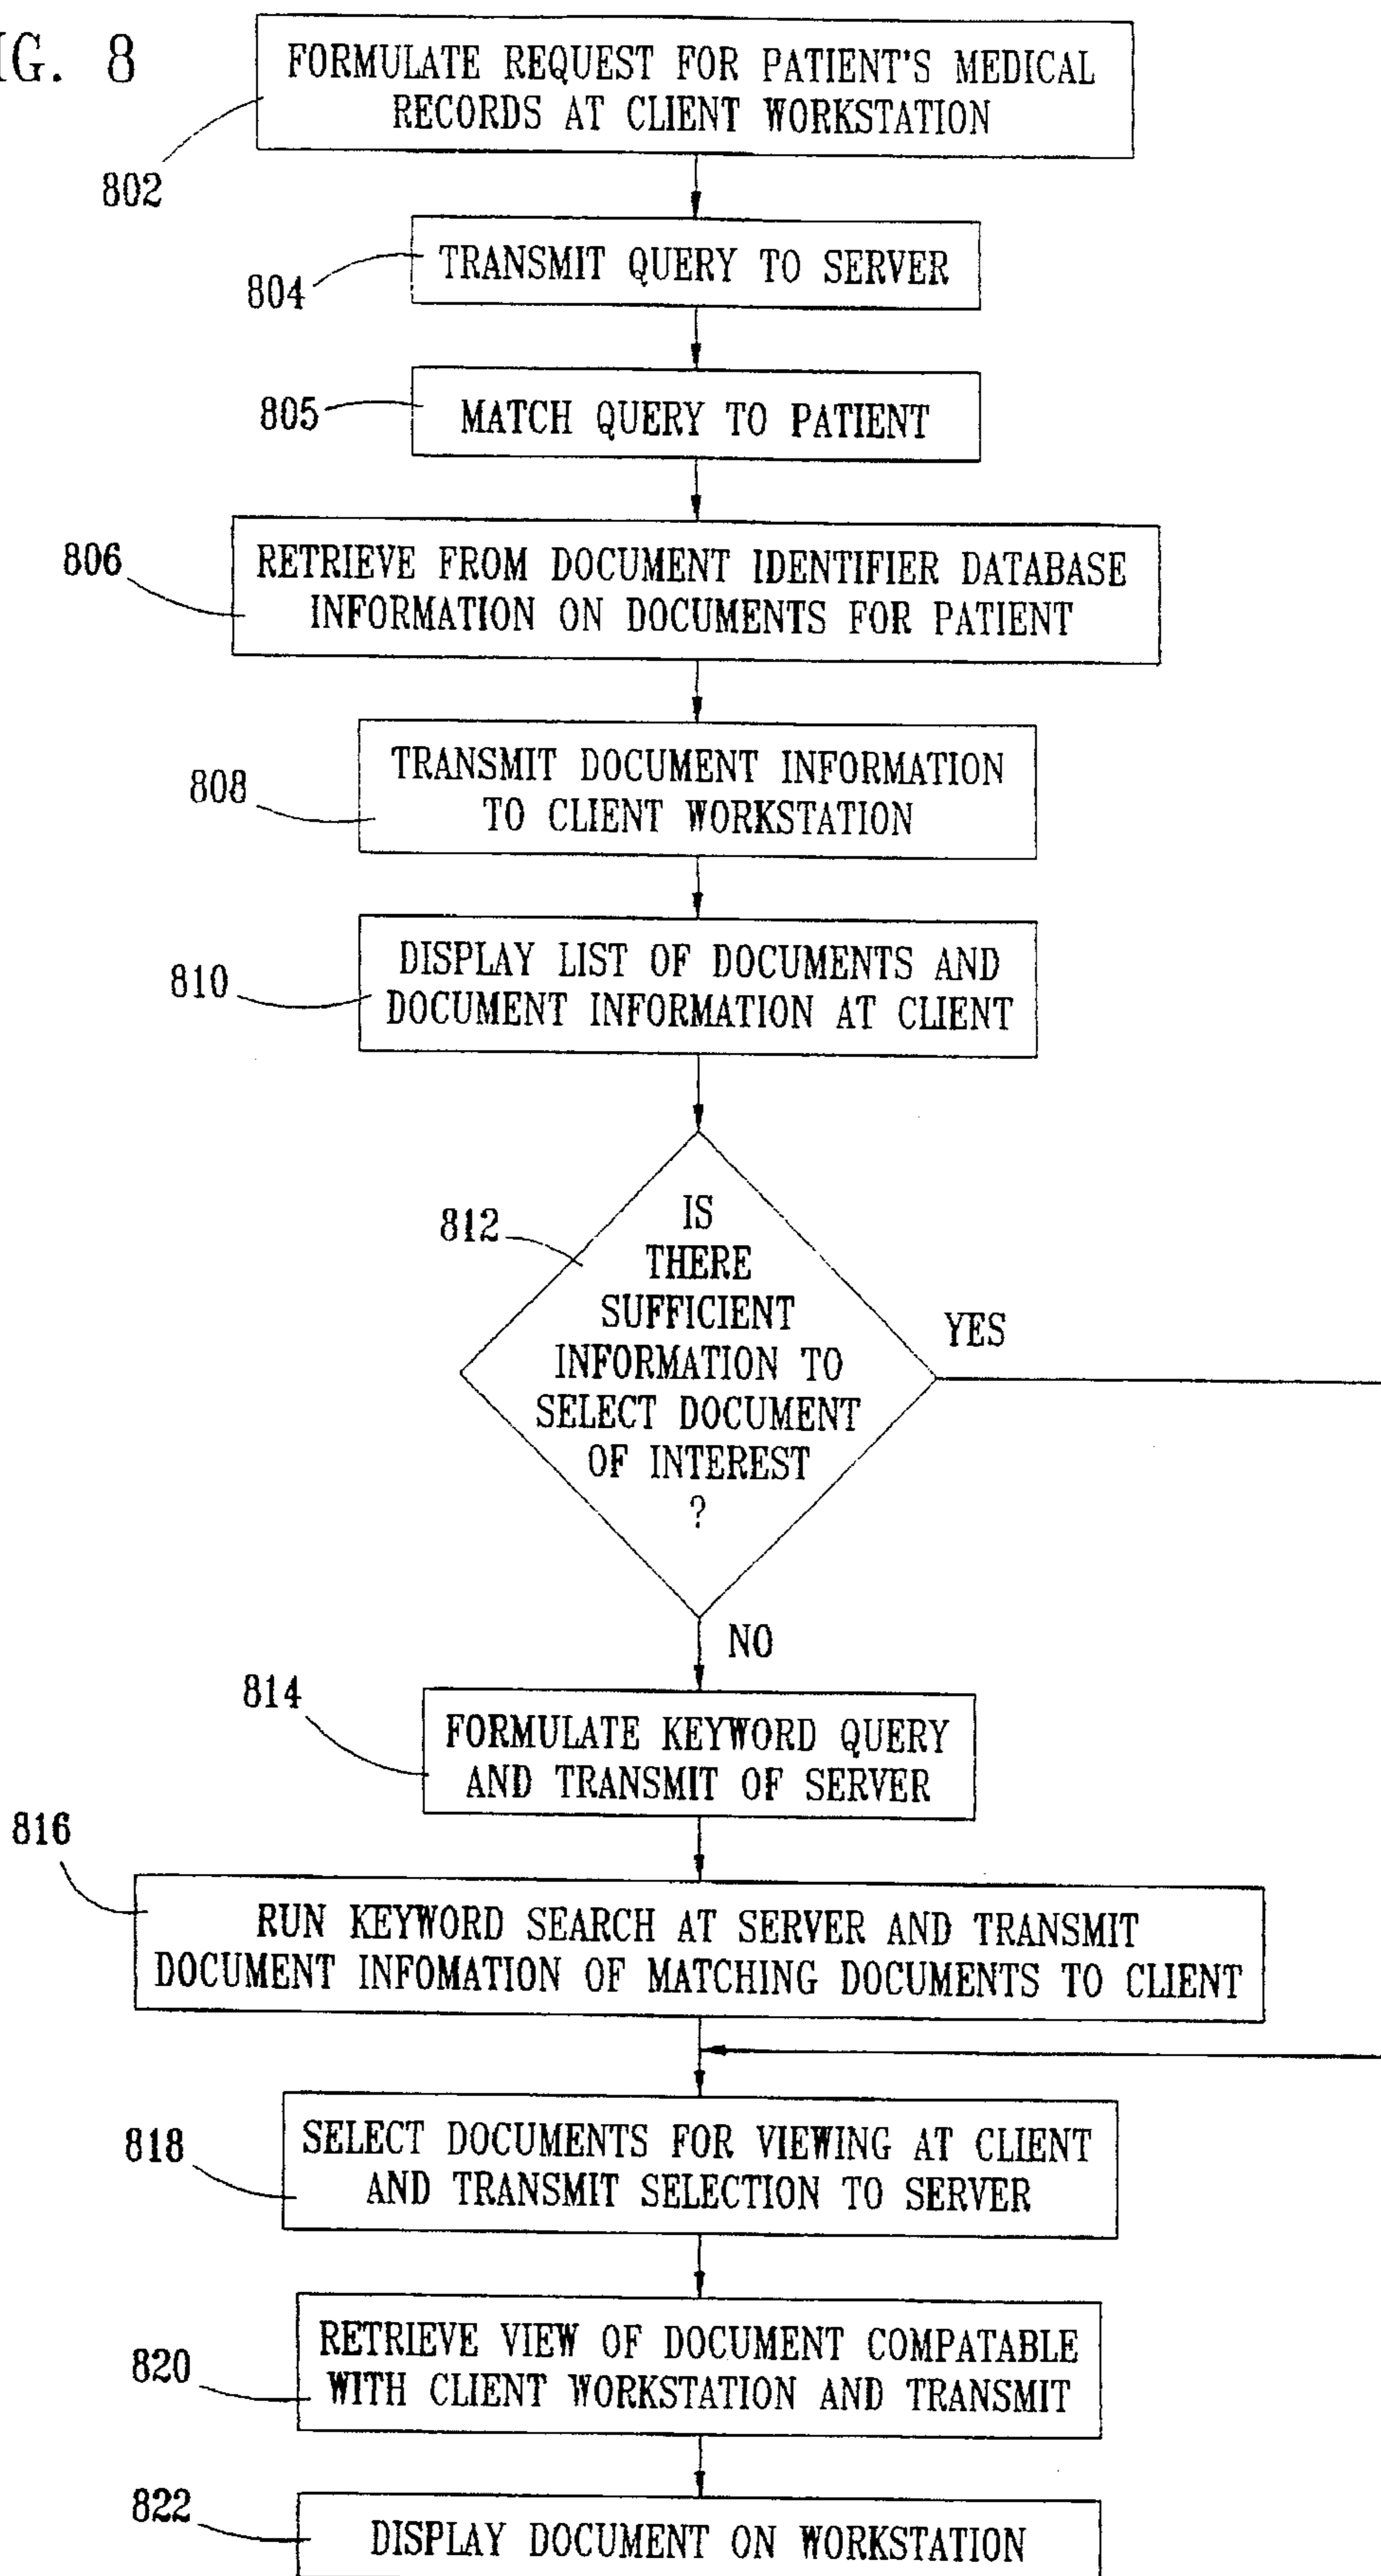 IG. 8
FORMULATE REQUEST FOR PATIENT'S MEDICAL
RECORDS AT CLIENT WORKSTATION
802
TRANSMIT QUERY TO SERVER
804
MATCH QUERY TO PATIENT
805
RETRIEVE FROM DOCUMENT IDENTIFIER DATABASE
INFORMATION ON DOCUMENTS FOR PATIENT
806
TRANSMIT DOCUMENT INFORMATION
TO CLIENT WORKSTATION
808
DISPLAY LIST OF DOCUMENTS AND
DOCUMENT INFORMATION AT CLIENT
810
812
IS
THERE
SUFFICIENT
INFORMATION TO
SELECT DOCUMENT
OF INTEREST
?
YES
NO
814
FORMULATE KEYWORD QUERY
AND TRANSMIT OF SERVER
816
RUN KEYWORD SEARCH AT SERVER AND TRANSMIT
DOCUMENT INFOMATION OF MATCHING DOCUMENTS TO CLIENT
818
SELECT DOCUMENTS FOR VIEWING AT CLIENT
AND TRANSMIT SELECTION TO SERVER
820
RETRIEVE VIEW OF DOCUMENT COMPATABLE
WITH CLIENT WORKSTATION AND TRANSMIT
822
DISPLAY DOCUMENT ON WORKSTATION